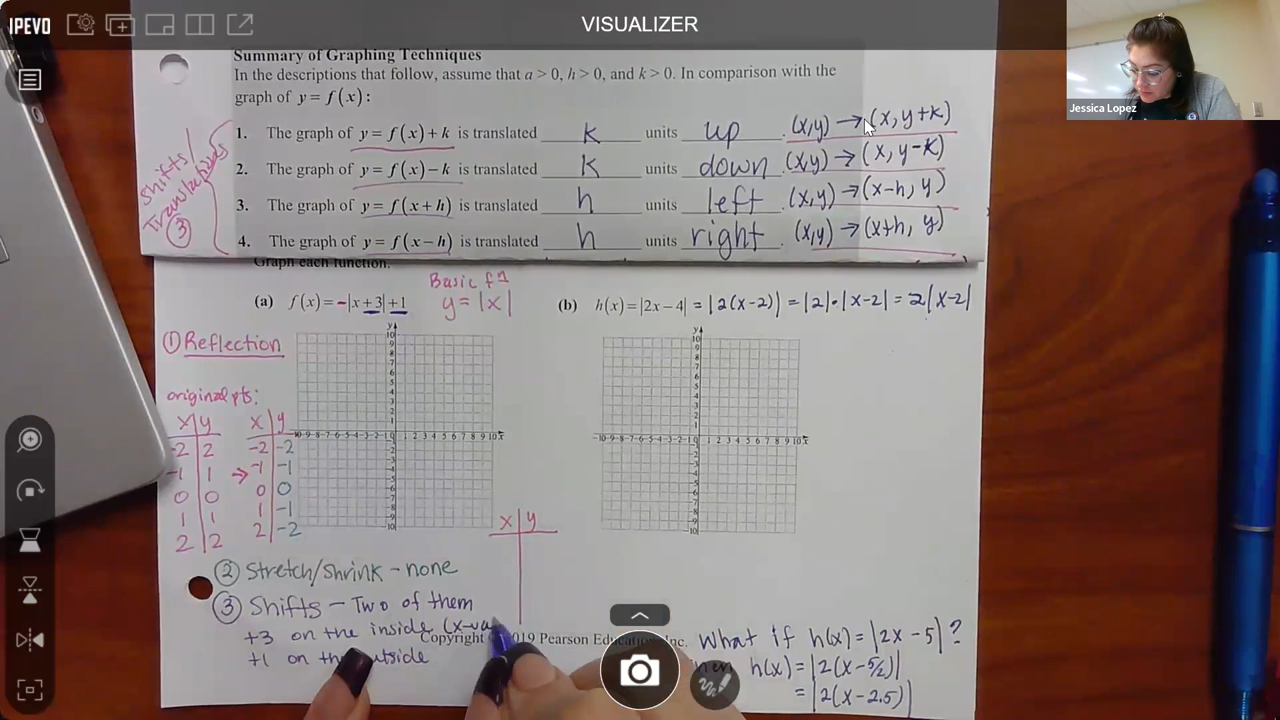 IPEVO
VISUALIZER
Jessica Lopez
Summary of Graphing Techniques
In the descriptions that follow, assume that a > 0, h > 0, and k > 0. In comparison with the
graph of y = f(x):
1. The graph of y = f(x) + k is translated k units up. (x,y) → (x, y+k)
2. The graph of y = f(x) − k is translated k units down (x,y) → (x, y-k)
3. The graph of y = f(x + h) is translated h units left. (x,y) → (x-h, y)
4. The graph of y = f(x − h) is translated h units right. (x,y) → (x+h, y)
Shifts/
Translations
③
Graph each function.
Basic fn
(a) f(x) = -|x + 3| + 1 y = |x|
(b) h(x) = |2x − 4| = |2(x-2)| = |2|·|x-2| = 2|x-2|
① Reflection
original pts:
x y x y
-2 2 -2 -2
-1 1 → -1 -1
0 0 0 0
1 1 1 -1
2 2 2 -2
x y
② Stretch/Shrink - none
③ Shifts - Two of them
+3 on the inside (x-va
+1 on the outside
Copyright 2019 Pearson Education, Inc.
What if h(x) = |2x - 5| ?
h(x) = |2(x-5/2)|
= |2(x-2.5)|